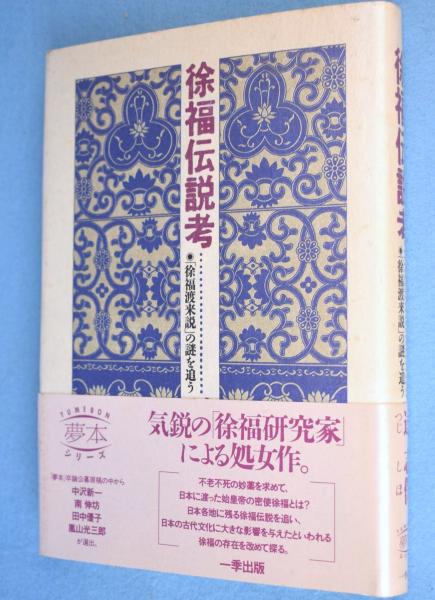 徐福伝説考
●「徐福渡来説」の謎を追う
YUMEBON
夢本
シリーズ
「夢本」卒論公募原稿の中から
中沢新一
南 伸坊
田中優子
嵐山光三郎
が選出。
気鋭の「徐福研究家」
による処女作。
不老不死の妙薬を求めて、
日本に渡った始皇帝の密使徐福とは?
日本各地に残る徐福伝説を追い、
日本の古代文化に大きな影響を与えたといわれる
徐福の存在を改めて探る。
一季出版
徐福伝説考
●「徐福渡来説」の謎を追う
つじ しほ